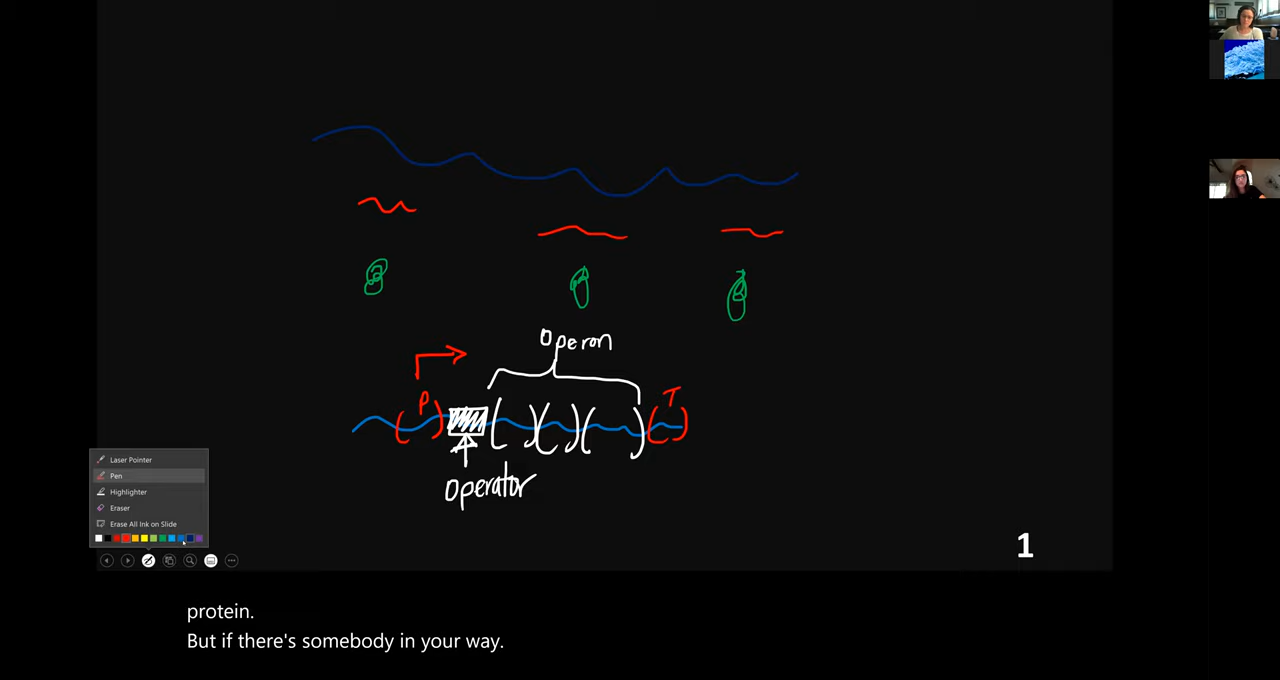 Operon
P
T
operator
Laser Pointer
Pen
Highlighter
Eraser
Erase All Ink on Slide
1
protein.
But if there's somebody in your way.